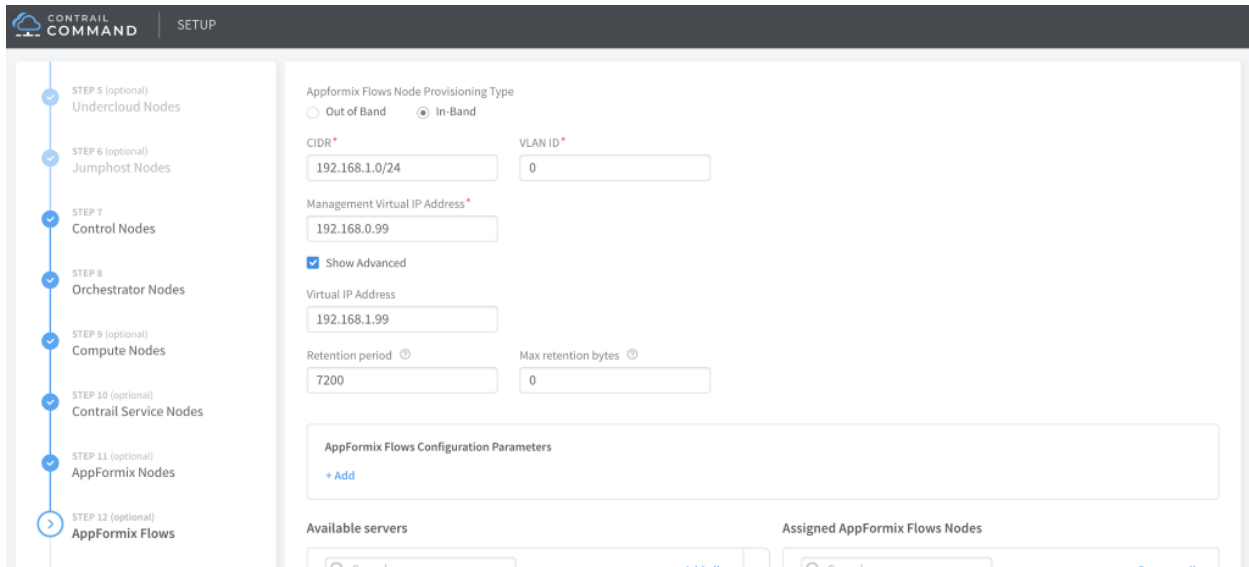 CONTRAIL
COMMAND
SETUP
STEP 5 (optional)
Undercloud Nodes
STEP 6 (optional)
Jumphost Nodes
STEP 7
Control Nodes
STEP 8
Orchestrator Nodes
STEP 9 (optional)
Compute Nodes
STEP 10 (optional)
Contrail Service Nodes
STEP 11 (optional)
AppFormix Nodes
STEP 12 (optional)
AppFormix Flows
Appformix Flows Node Provisioning Type
Out of Band In-Band
CIDR* VLAN ID*
192.168.1.0/24 0
Management Virtual IP Address*
192.168.0.99
Show Advanced
Virtual IP Address
192.168.1.99
Retention period ? Max retention bytes ?
7200 0
AppFormix Flows Configuration Parameters
+ Add
Available servers Assigned AppFormix Flows Nodes